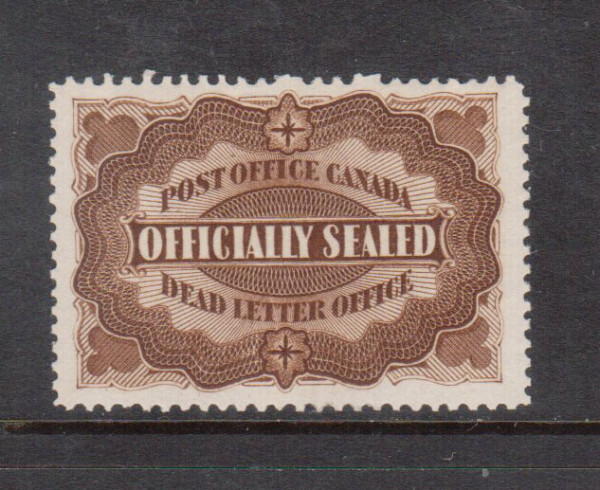 POST OFFICE CANADA
OFFICIALLY SEALED
DEAD LETTER OFFICE